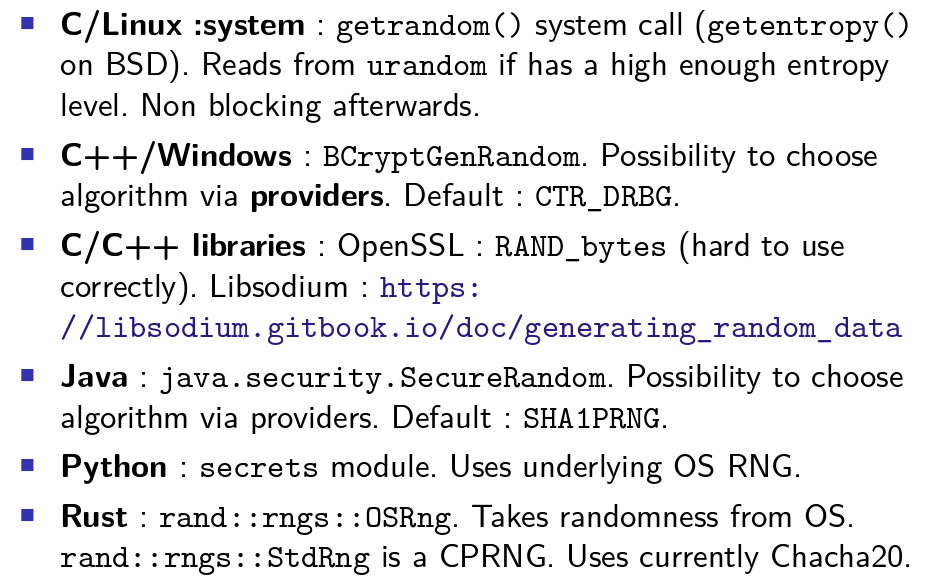 C/Linux :system : getrandom() system call (getentropy()
on BSD). Reads from urandom if has a high enough entropy
level. Non blocking afterwards.
C++/Windows : BCryptGenRandom. Possibility to choose
algorithm via providers. Default : CTR_DRBG.
C/C++ libraries : OpenSSL : RAND_bytes (hard to use
correctly). Libsodium : https:
//libsodium.gitbook.io/doc/generating_random_data
Java : java.security.SecureRandom. Possibility to choose
algorithm via providers. Default : SHA1PRNG.
Python : secrets module. Uses underlying OS RNG.
Rust : rand::rngs::OSRng. Takes randomness from OS.
rand::rngs::StdRng is a CPRNG. Uses currently Chacha20.